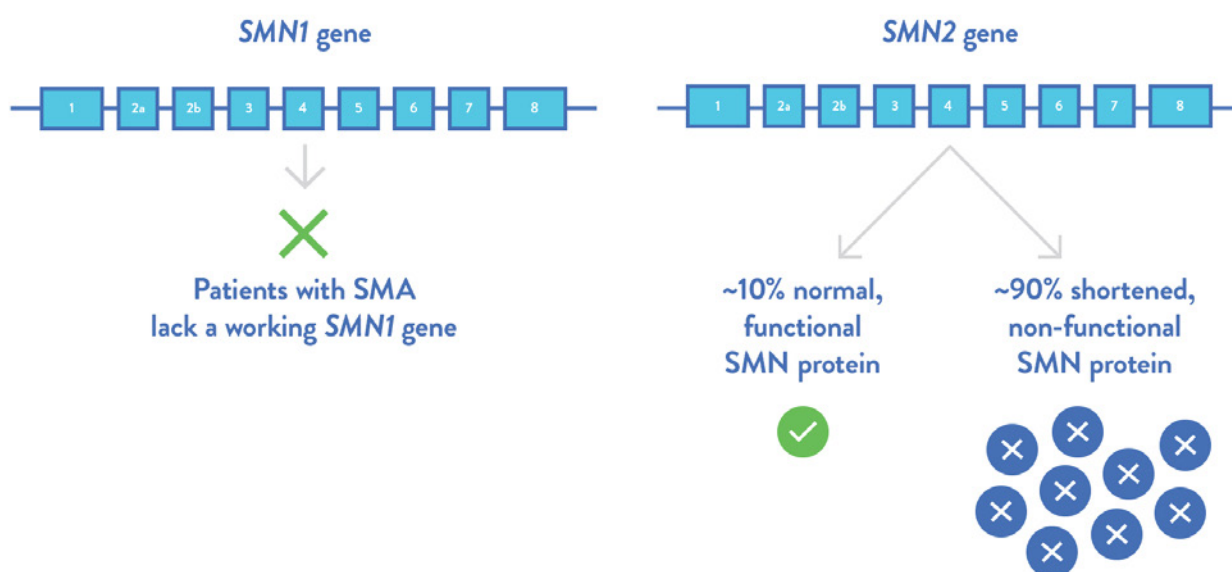 SMN1 gene
1 2a 2b 3 4 5 6 7 8
Patients with SMA
lack a working SMN1 gene
SMN2 gene
1 2a 2b 3 4 5 6 7 8
~10% normal,
functional
SMN protein
~90% shortened,
non-functional
SMN protein